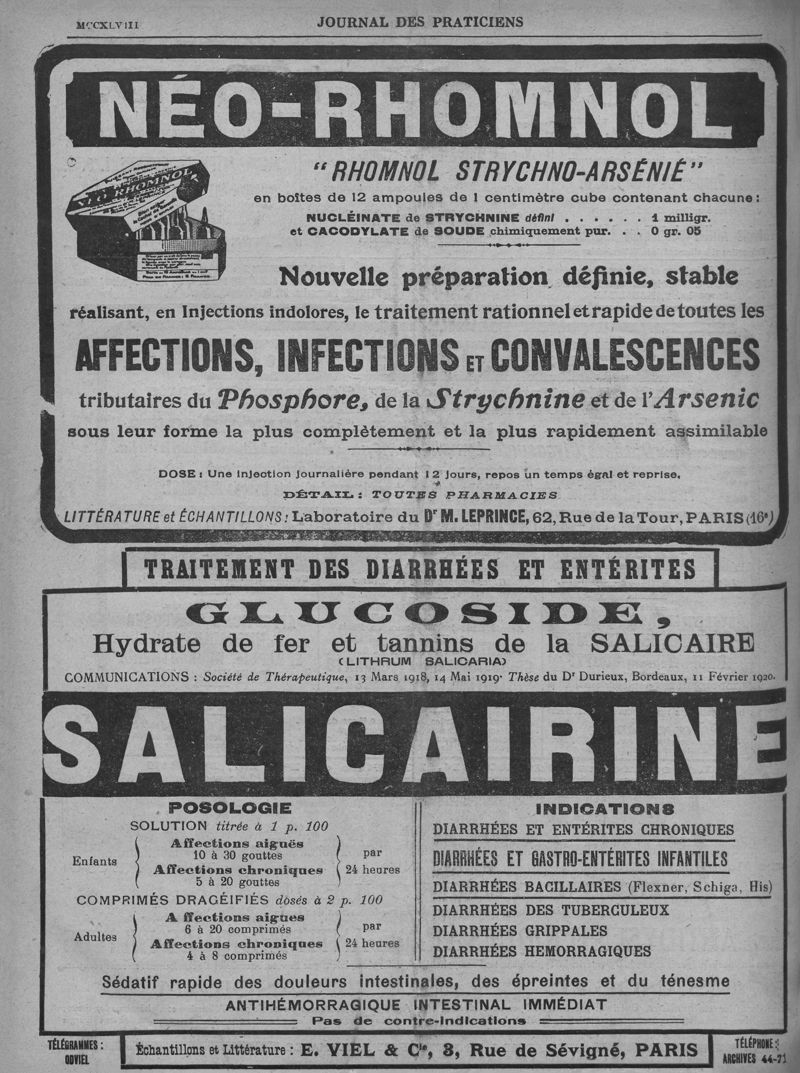 MCCXLVIII
JOURNAL DES PRATICIENS
NÉO-RHOMNOL
"RHOMNOL STRYCHNO-ARSÉNIÉ"
en boîtes de 12 ampoules de 1 centimètre cube contenant chacune :
NUCLÉINATE de STRYCHNINE défini . . . . . . 1 milligr.
et CACODYLATE de SOUDE chimiquement pur. . . 0 gr. 05
NEO RHOMNOL
Nouvelle préparation définie, stable
réalisant, en Injections indolores, le traitement rationnel et rapide de toutes les
AFFECTIONS, INFECTIONS ET CONVALESCENCES
tributaires du Phosphore, de la Strychnine et de l'Arsenic
sous leur forme la plus complètement et la plus rapidement assimilable
DOSE : Une Injection journalière pendant 12 jours, repos un temps égal et reprise.
DÉTAIL : TOUTES PHARMACIES
LITTÉRATURE et ÉCHANTILLONS : Laboratoire du Dr M. LEPRINCE, 62, Rue de la Tour, PARIS (16e)
TRAITEMENT DES DIARRHÉES ET ENTÉRITES
GLUCOSIDE,
Hydrate de fer et tannins de la SALICAIRE
(LITHRUM SALICARIA)
COMMUNICATIONS : Société de Thérapeutique, 13 Mars 1918, 14 Mai 1919. Thèse du Dr Durieux, Bordeaux, 11 Février 1920.
SALICAIRINE
POSOLOGIE
SOLUTION titrée à 1 p. 100
Enfants
Affections aiguës
10 à 30 gouttes
Affections chroniques
5 à 20 gouttes
par
24 heures
COMPRIMÉS DRAGÉIFIÉS dosés à 2 p. 100
Adultes
Affections aigues
6 à 20 comprimés
Affections chroniques
4 à 8 comprimés
par
24 heures
INDICATIONS
DIARRHÉES ET ENTÉRITES CHRONIQUES
DIARRHÉES ET GASTRO-ENTÉRITES INFANTILES
DIARRHÉES BACILLAIRES (Flexner, Schiga, His)
DIARRHÉES DES TUBERCULEUX
DIARRHÉES GRIPPALES
DIARRHÉES HEMORRAGIQUES
Sédatif rapide des douleurs intestinales, des épreintes et du ténesme
ANTIHÉMORRAGIQUE INTESTINAL IMMÉDIAT
Pas de contre-indications
TÉLÉGRAMMES :
ODVIEL
Échantillons et Littérature : E. VIEL & Cie, 3, Rue de Sévigné, PARIS
TÉLÉPHONE :
ARCHIVES 44-71